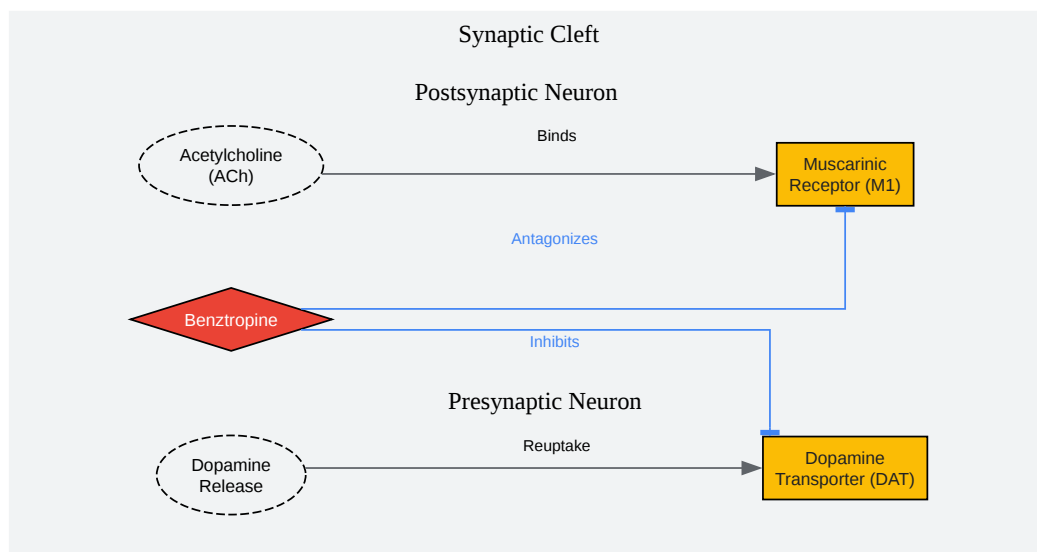 Synaptic Cleft
Postsynaptic Neuron
Binds
Acetylcholine
(ACh)
Muscarinic
Receptor (M1)
Antagonizes
Benztropine
Inhibits
Presynaptic Neuron
Reuptake
Dopamine
Release
Dopamine
Transporter (DAT)